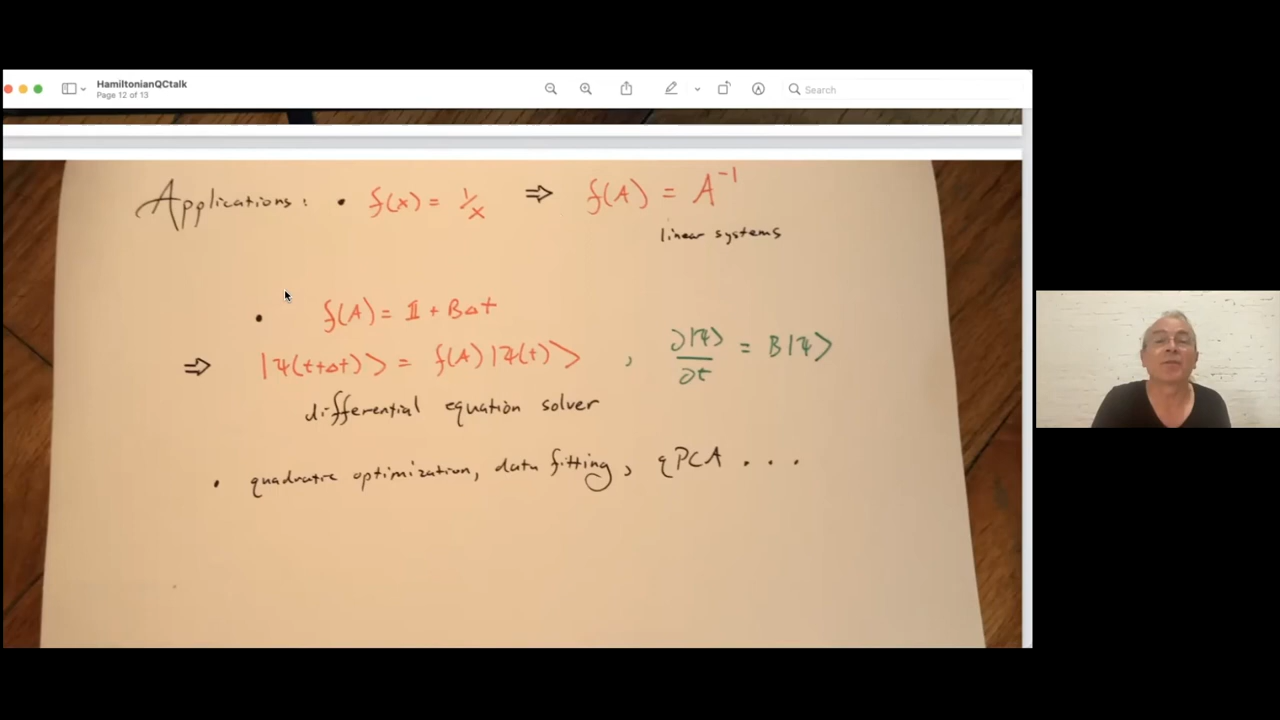 HamiltonianQCtalk
Page 12 of 13
Search
Applications: • f(x) = 1/x ⇒ f(A) = A⁻¹
linear systems
• f(A) = 𝟙 + BΔt
⇒ |Ψ(t+Δt)⟩ = f(A)|Ψ(t)⟩ , ∂|Ψ⟩/∂t = B|Ψ⟩
differential equation solver
• quadratic optimization, data fitting, qPCA . . .